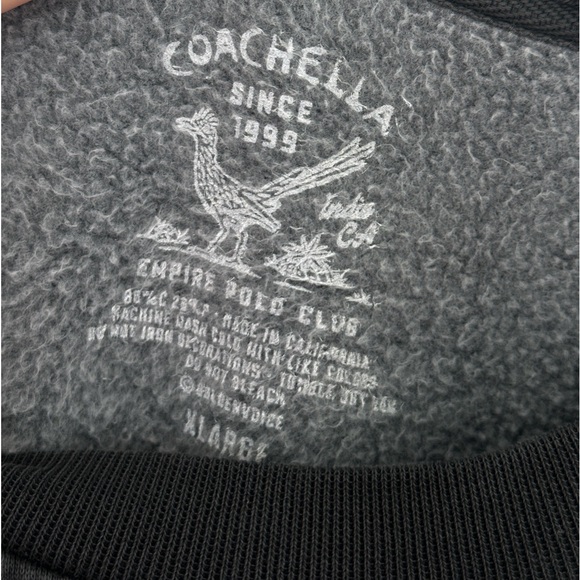 COACHELLA
SINCE
1999
Indio
CA
EMPIRE POLO CLUB
MADE IN CALIFORNIA
MACHINE WASH COLD WITH LIKE COLORS
DO NOT IRON DECORATIONS TUMBLE DRY LOW
DO NOT BLEACH
©GOLDENVOICE
XLARGE